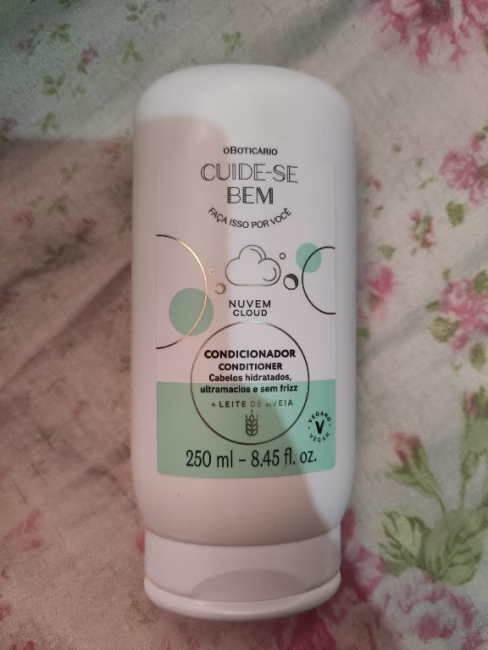 oBoticário
CUIDE-SE
BEM
FAÇA ISSO POR VOCÊ
NUVEM
CLOUD
CONDICIONADOR
CONDITIONER
Cabelos hidratados,
ultramacios e sem frizz
+ LEITE DE AVEIA
VEGANO
V
VEGAN
250 ml – 8.45 fl. oz.